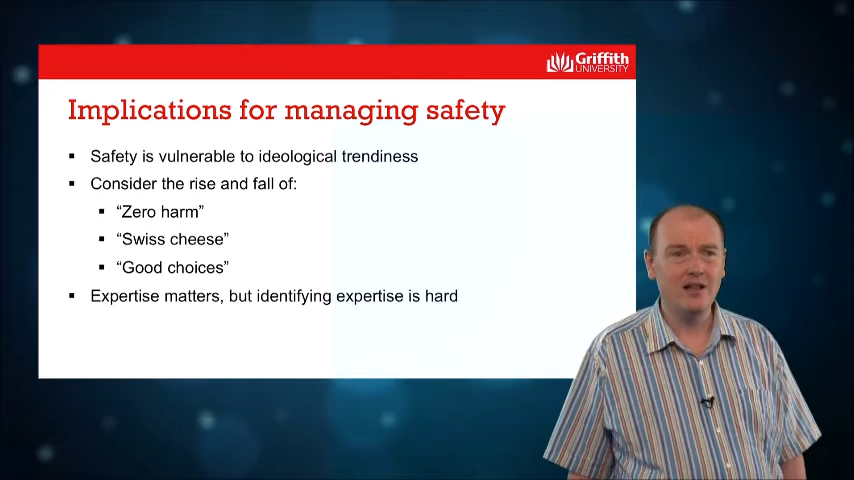 Griffith
UNIVERSITY
Implications for managing safety
▪ Safety is vulnerable to ideological trendiness
▪ Consider the rise and fall of:
▪ “Zero harm”
▪ “Swiss cheese”
▪ “Good choices”
▪ Expertise matters, but identifying expertise is hard